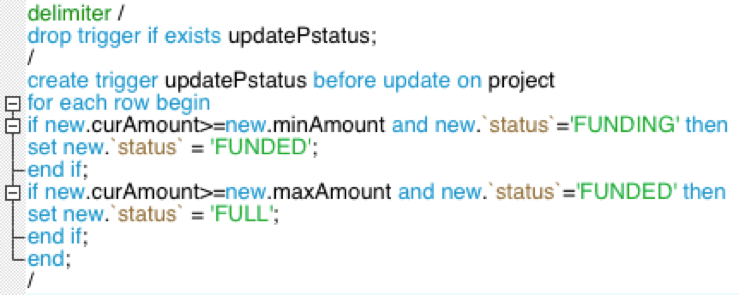 delimiter /
drop trigger if exists updatePstatus;
/
create trigger updatePstatus before update on project
for each row begin
if new.curAmount>=new.minAmount and new.`status`='FUNDING' then
set new.`status` = 'FUNDED';
end if;
if new.curAmount>=new.maxAmount and new.`status`='FUNDED' then
set new.`status` = 'FULL';
end if;
end;
/